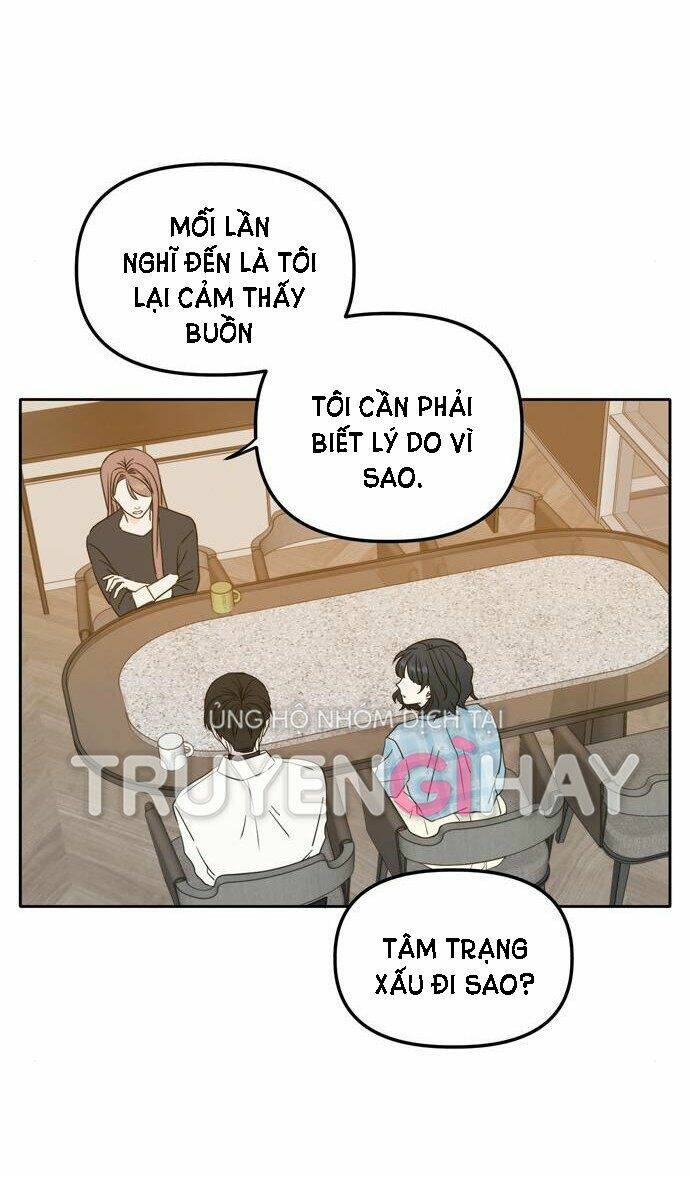 MỖI LẦN
NGHĨ ĐẾN LÀ TÔI
LẠI CẢM THẤY
BUỒN
TÔI CẦN PHẢI
BIẾT LÝ DO VÌ
SAO.
ỦNG HỘ NHÓM DỊCH TẠI
TRUYENGIHAY
TÂM TRẠNG
XẤU ĐI SAO?